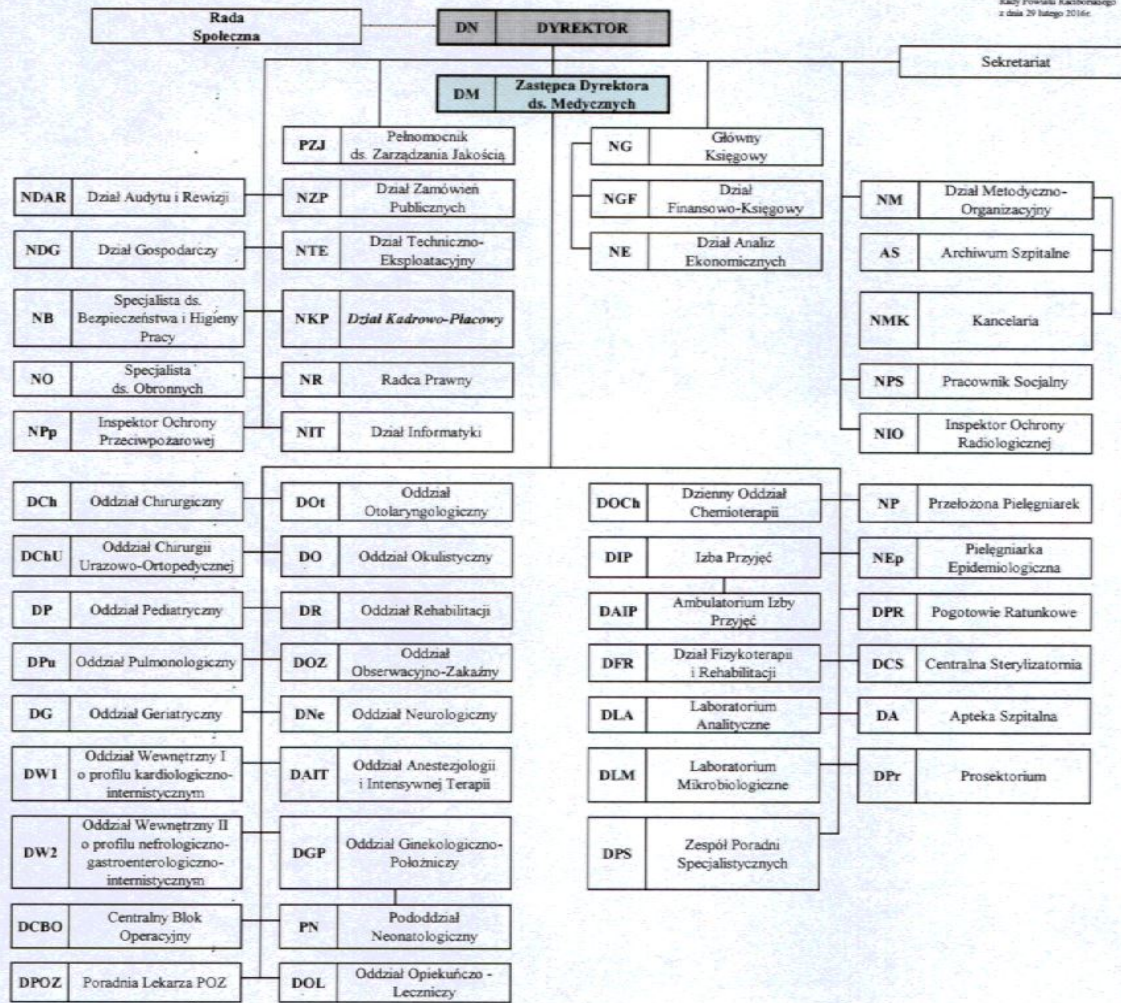 Rady Powiatu Raciborskiego
z dnia 29 lutego 2016r.
Rada
Społeczna
DN DYREKTOR
Sekretariat
DM Zastępca Dyrektora
ds. Medycznych
PZJ Pełnomocnik
ds. Zarządzania Jakością
NG Główny
Księgowy
NDAR Dział Audytu i Rewizji
NZP Dział Zamówień
Publicznych
NGF Dział
Finansowo-Księgowy
NM Dział Metodyczno-
Organizacyjny
NDG Dział Gospodarczy
NTE Dział Techniczno-
Eksploatacyjny
NE Dział Analiz
Ekonomicznych
AS Archiwum Szpitalne
NB Specjalista ds.
Bezpieczeństwa i Higieny
Pracy
NKP Dział Kadrowo-Płacowy
NMK Kancelaria
NO Specjalista
ds. Obronnych
NR Radca Prawny
NPS Pracownik Socjalny
NPp Inspektor Ochrony
Przeciwpożarowej
NIT Dział Informatyki
NIO Inspektor Ochrony
Radiologicznej
DCh Oddział Chirurgiczny
DOt Oddział
Otolaryngologiczny
DOCh Dzienny Oddział
Chemioterapii
NP Przełożona Pielęgniarek
DChU Oddział Chirurgii
Urazowo-Ortopedycznej
DO Oddział Okulistyczny
DIP Izba Przyjęć
NEp Pielęgniarka
Epidemiologiczna
DP Oddział Pediatryczny
DR Oddział Rehabilitacji
DAIP Ambulatorium Izby
Przyjęć
DPR Pogotowie Ratunkowe
DPu Oddział Pulmonologiczny
DOZ Oddział
Obserwacyjno-Zakaźny
DFR Dział Fizykoterapii
i Rehabilitacji
DCS Centralna Sterylizatornia
DG Oddział Geriatryczny
DNe Oddział Neurologiczny
DLA Laboratorium
Analityczne
DA Apteka Szpitalna
DW1 Oddział Wewnętrzny I
o profilu kardiologiczno-
internistycznym
DAIT Oddział Anestezjologii
i Intensywnej Terapii
DLM Laboratorium
Mikrobiologiczne
DPr Prosektorium
DW2 Oddział Wewnętrzny II
o profilu nefrologiczno-
gastroenterologiczno-
internistycznym
DGP Oddział Ginekologiczno-
Położniczy
DPS Zespół Poradni
Specjalistycznych
DCBO Centralny Blok
Operacyjny
PN Pododdział
Neonatologiczny
DPOZ Poradnia Lekarza POZ
DOL Oddział Opiekuńczo -
Leczniczy